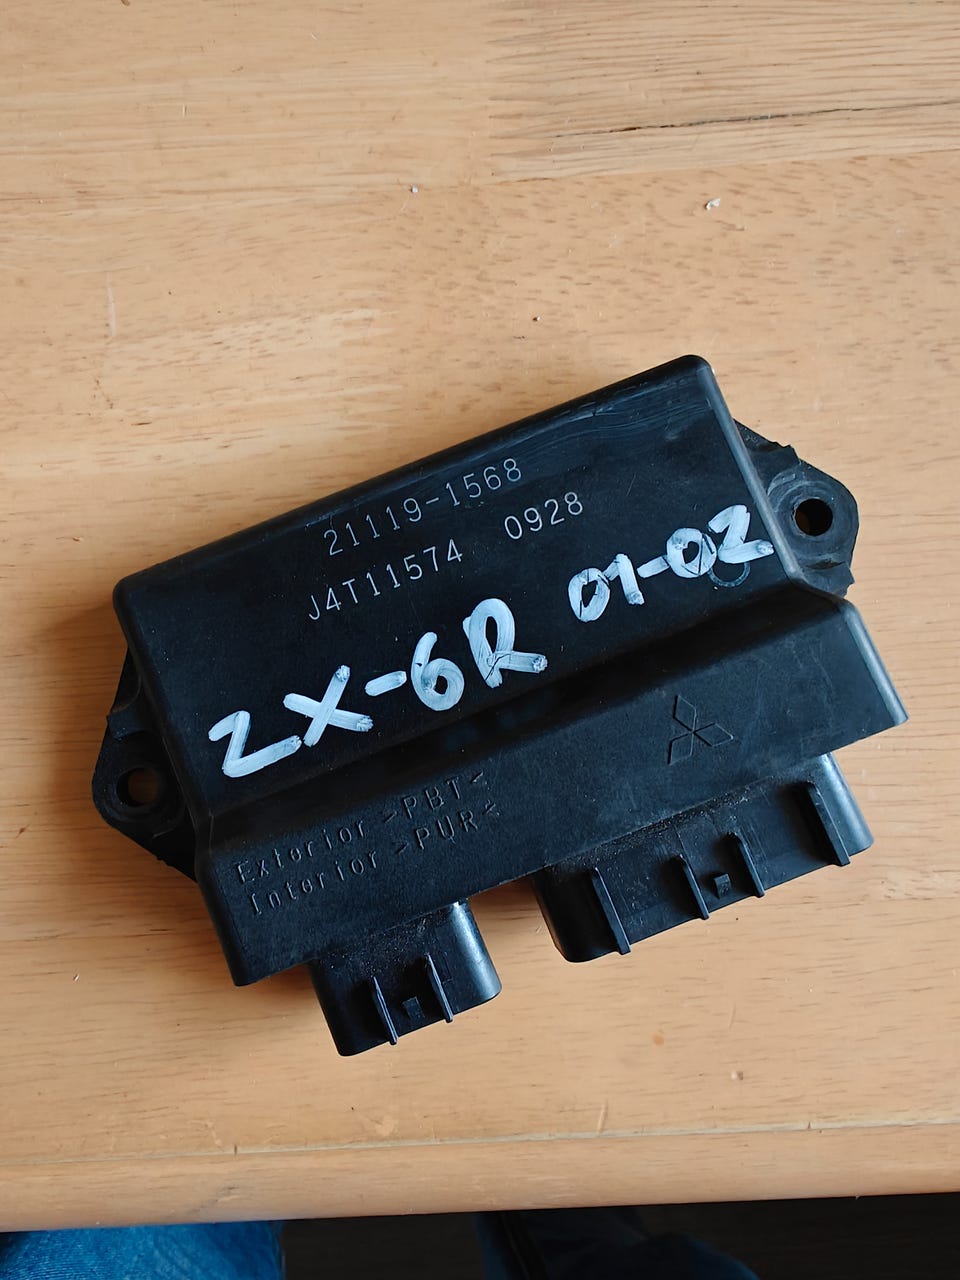 21119-1568
J4T11574 0928
ZX-6R 01-02
Exterior >PBT<
Interior >PUR<